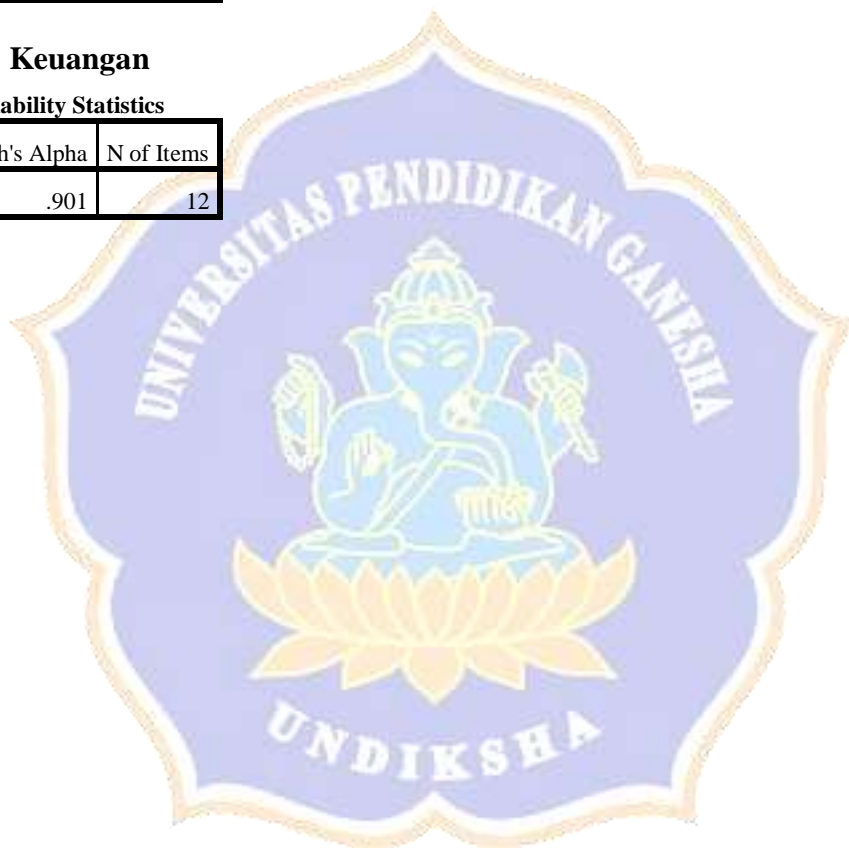 Keuangan
ability Statistics
h's Alpha N of Items
.901 12
UNIVERSITAS PENDIDIKAN GANESHA
UNDIKSHA